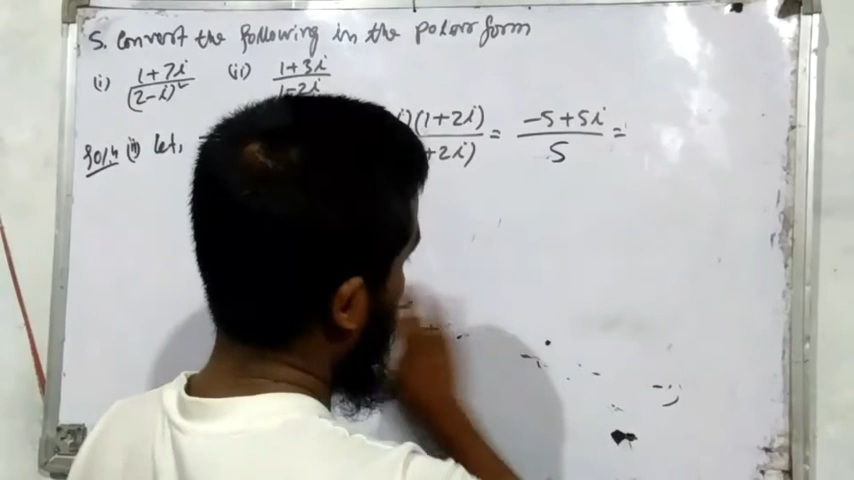 5. Convert the following in the polar form
(i) 1+7i/(2-i)² (ii) 1+3i/1-2i
Sol.ⁿ (ii) let, i)(1+2i)/+2i) = -5+5i/5 =